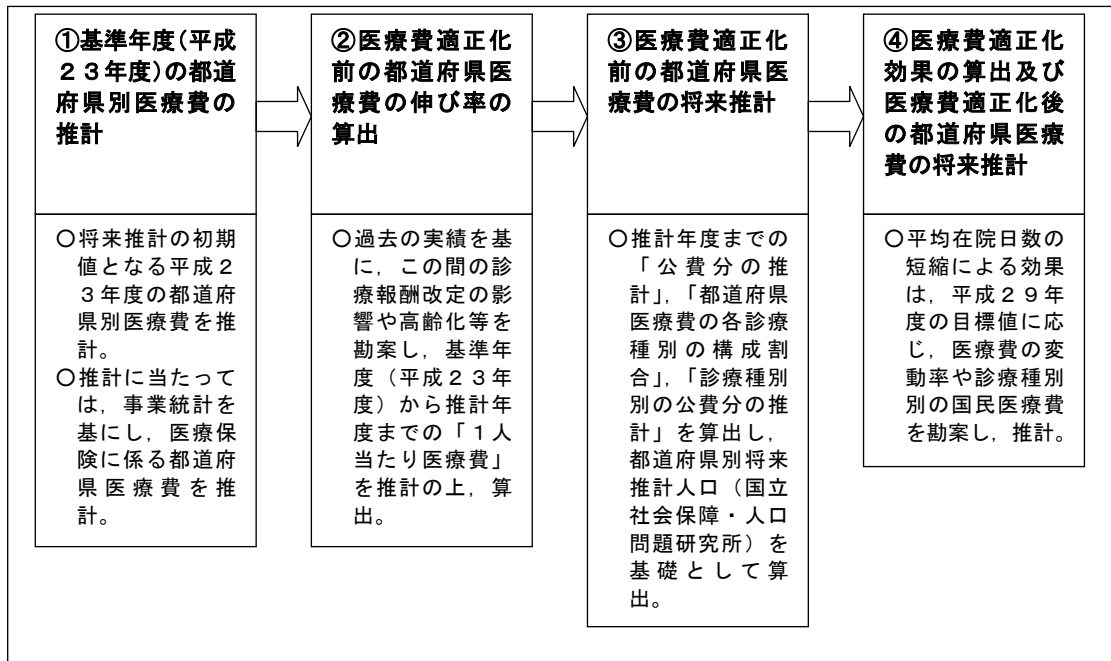 ①基準年度(平成
２３年度)の都道
府県別医療費の
推計
②医療費適正化
前の都道府県医
療費の伸び率の
算出
③医療費適正化
前の都道府県医
療費の将来推計
④医療費適正化
効果の算出及び
医療費適正化後
の都道府県医療
費の将来推計
○将来推計の初期
値となる平成２
３年度の都道府
県別医療費を推
計。
○推計に当たって
は，事業統計を
基にし，医療保
険に係る都道府
県医療費を推
計。
○過去の実績を基
に，この間の診
療報酬改定の影
響や高齢化等を
勘案し，基準年
度（平成２３年
度）から推計年
度までの「１人
当たり医療費」
を推計の上，算
出。
○推計年度までの
「公費分の推
計」，「都道府県
医療費の各診療
種別の構成割
合」，「診療種別
別の公費分の推
計」を算出し，
都道府県別将来
推計人口（国立
社会保障・人口
問題研究所）を
基礎として算
出。
○平均在院日数の
短縮による効果
は，平成２９年
度の目標値に応
じ，医療費の変
動率や診療種別
別の国民医療費
を勘案し，推計。